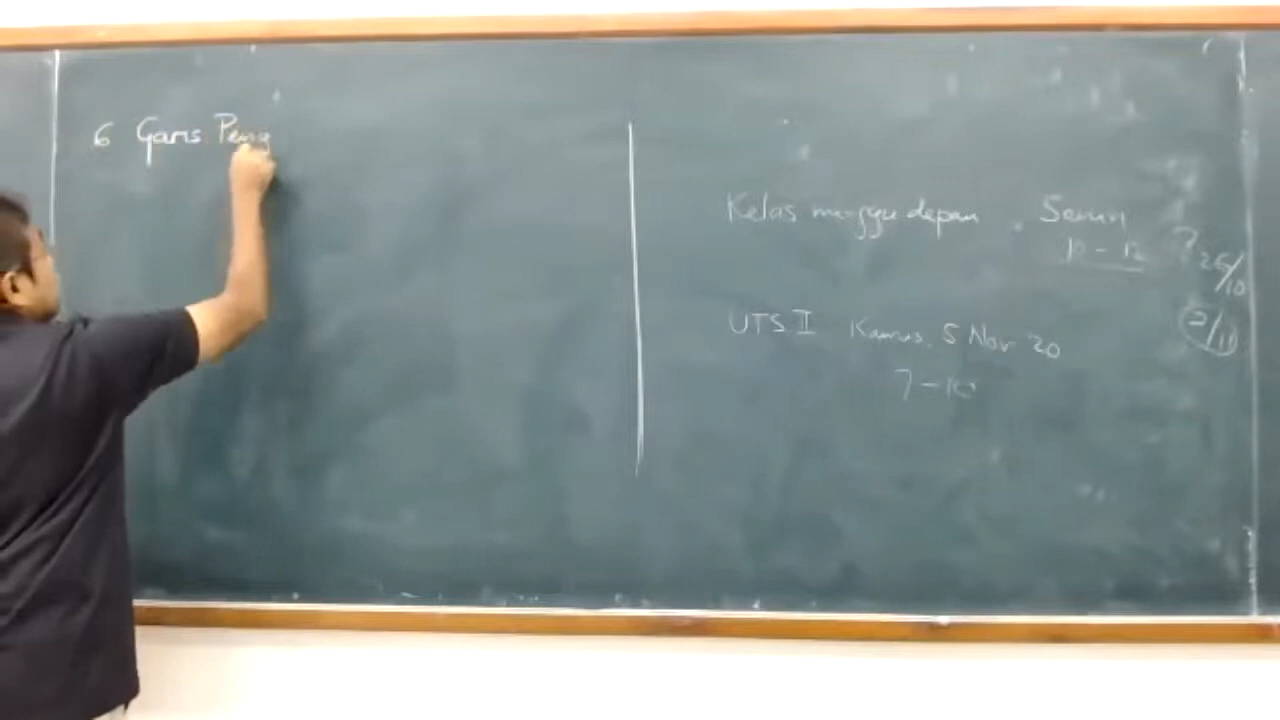 6 Garis Peng
Kelas minggu depan . Senin
10 - 12 ?
26/10
UTS II Kamis, 5 Nov 20
2/11
7-10